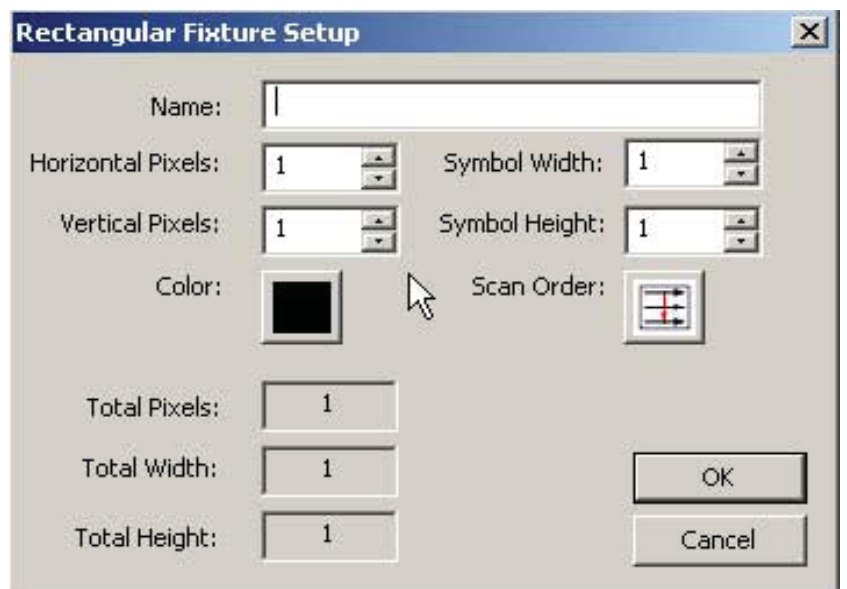 Rectangular Fixture Setup
Name:
Horizontal Pixels: 1 Symbol Width: 1
Vertical Pixels: 1 Symbol Height: 1
Color: Scan Order:
Total Pixels: 1
Total Width: 1
OK
Total Height: 1
Cancel